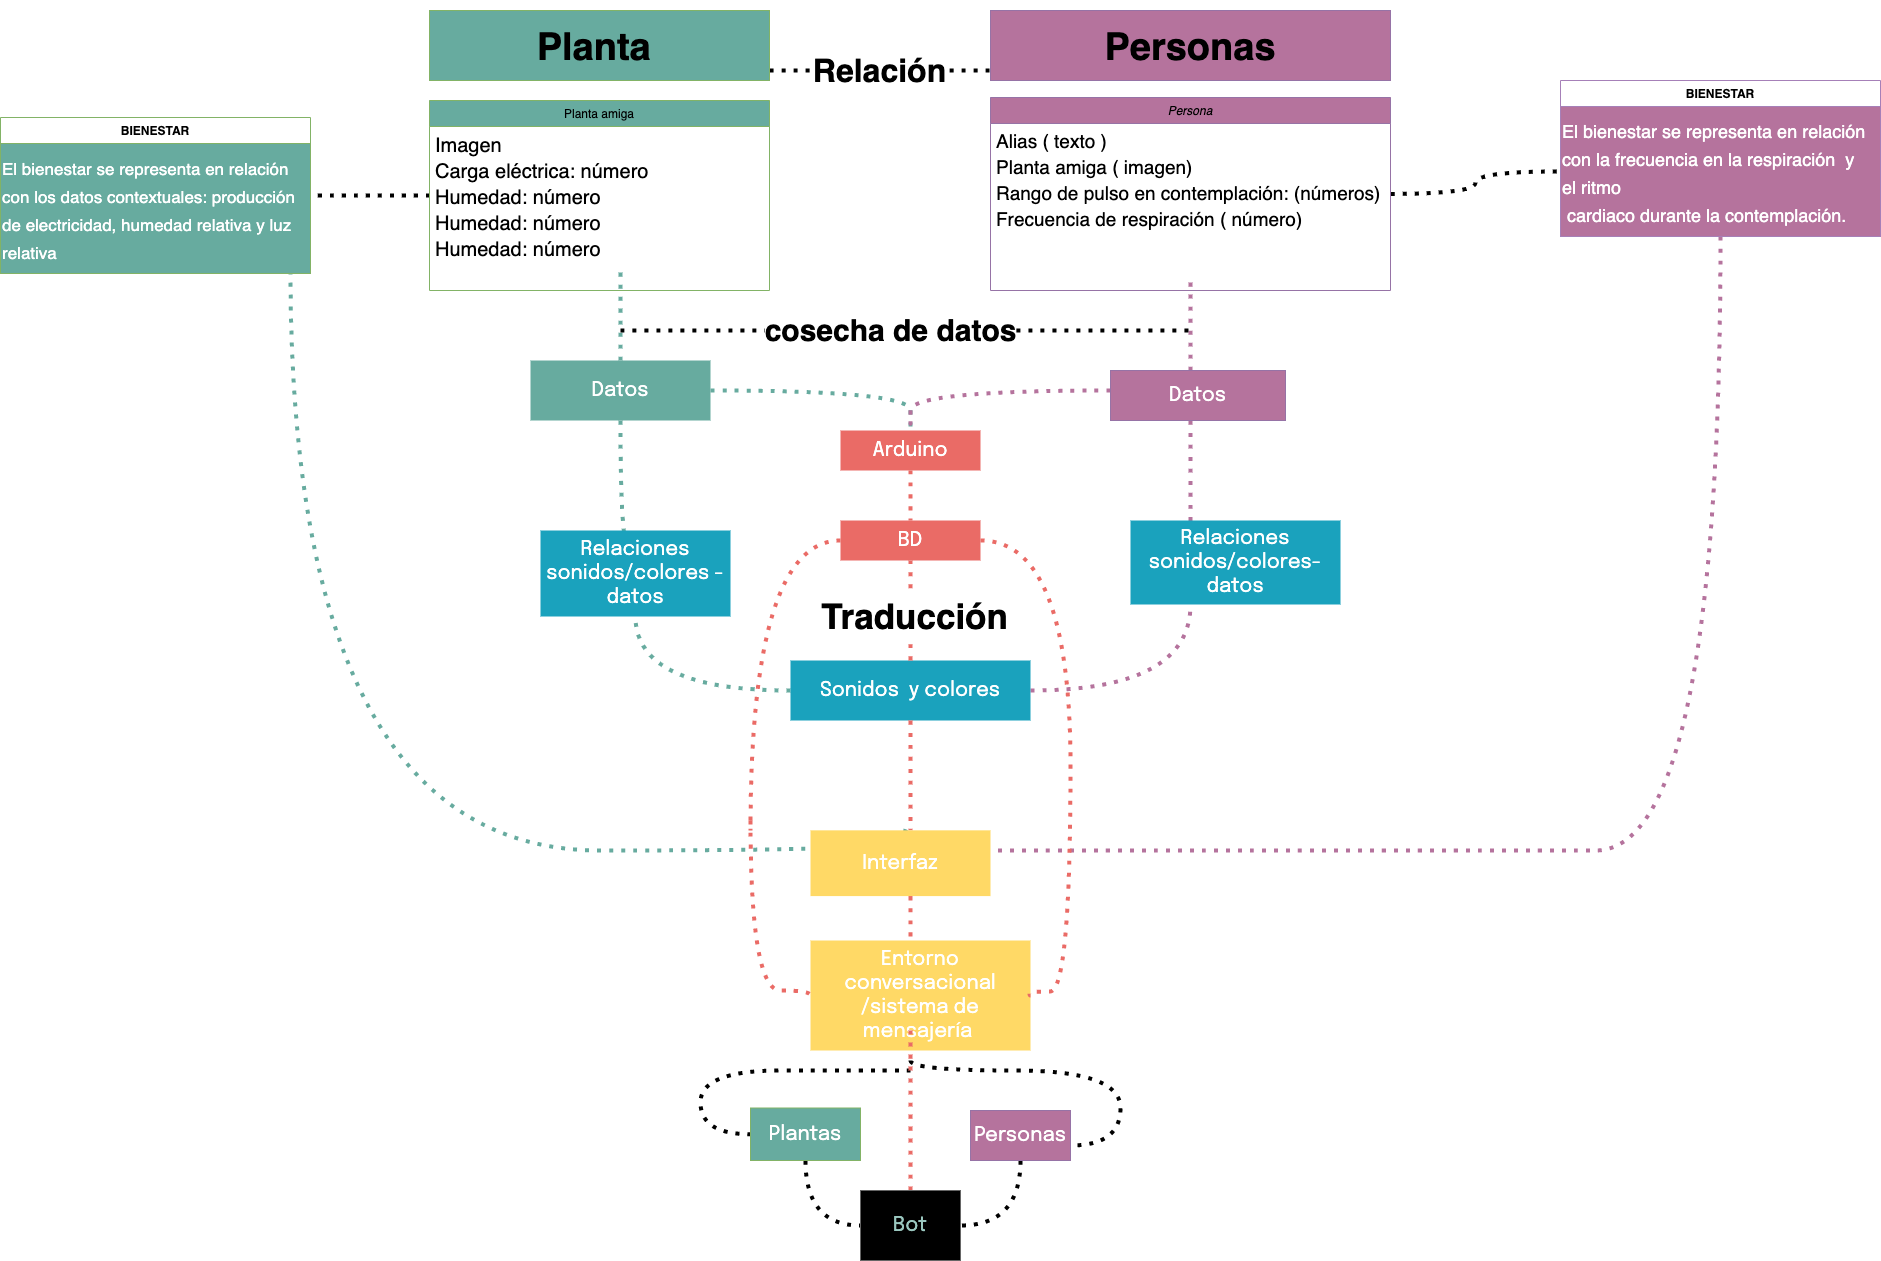 Planta
Relación
Personas
BIENESTAR
El bienestar se representa en relación
con los datos contextuales: producción
de electricidad, humedad relativa y luz
relativa
Planta amiga
Imagen
Carga eléctrica: número
Humedad: número
Humedad: número
Humedad: número
Persona
Alias ( texto )
Planta amiga ( imagen)
Rango de pulso en contemplación: (números)
Frecuencia de respiración ( número)
BIENESTAR
El bienestar se representa en relación
con la frecuencia en la respiración y
el ritmo
cardiaco durante la contemplación.
cosecha de datos
Datos
Datos
Arduino
BD
Relaciones
sonidos/colores -
datos
Relaciones
sonidos/colores-
datos
Traducción
Sonidos y colores
Interfaz
Entorno
conversacional
/sistema de
mensajería
Plantas
Personas
Bot